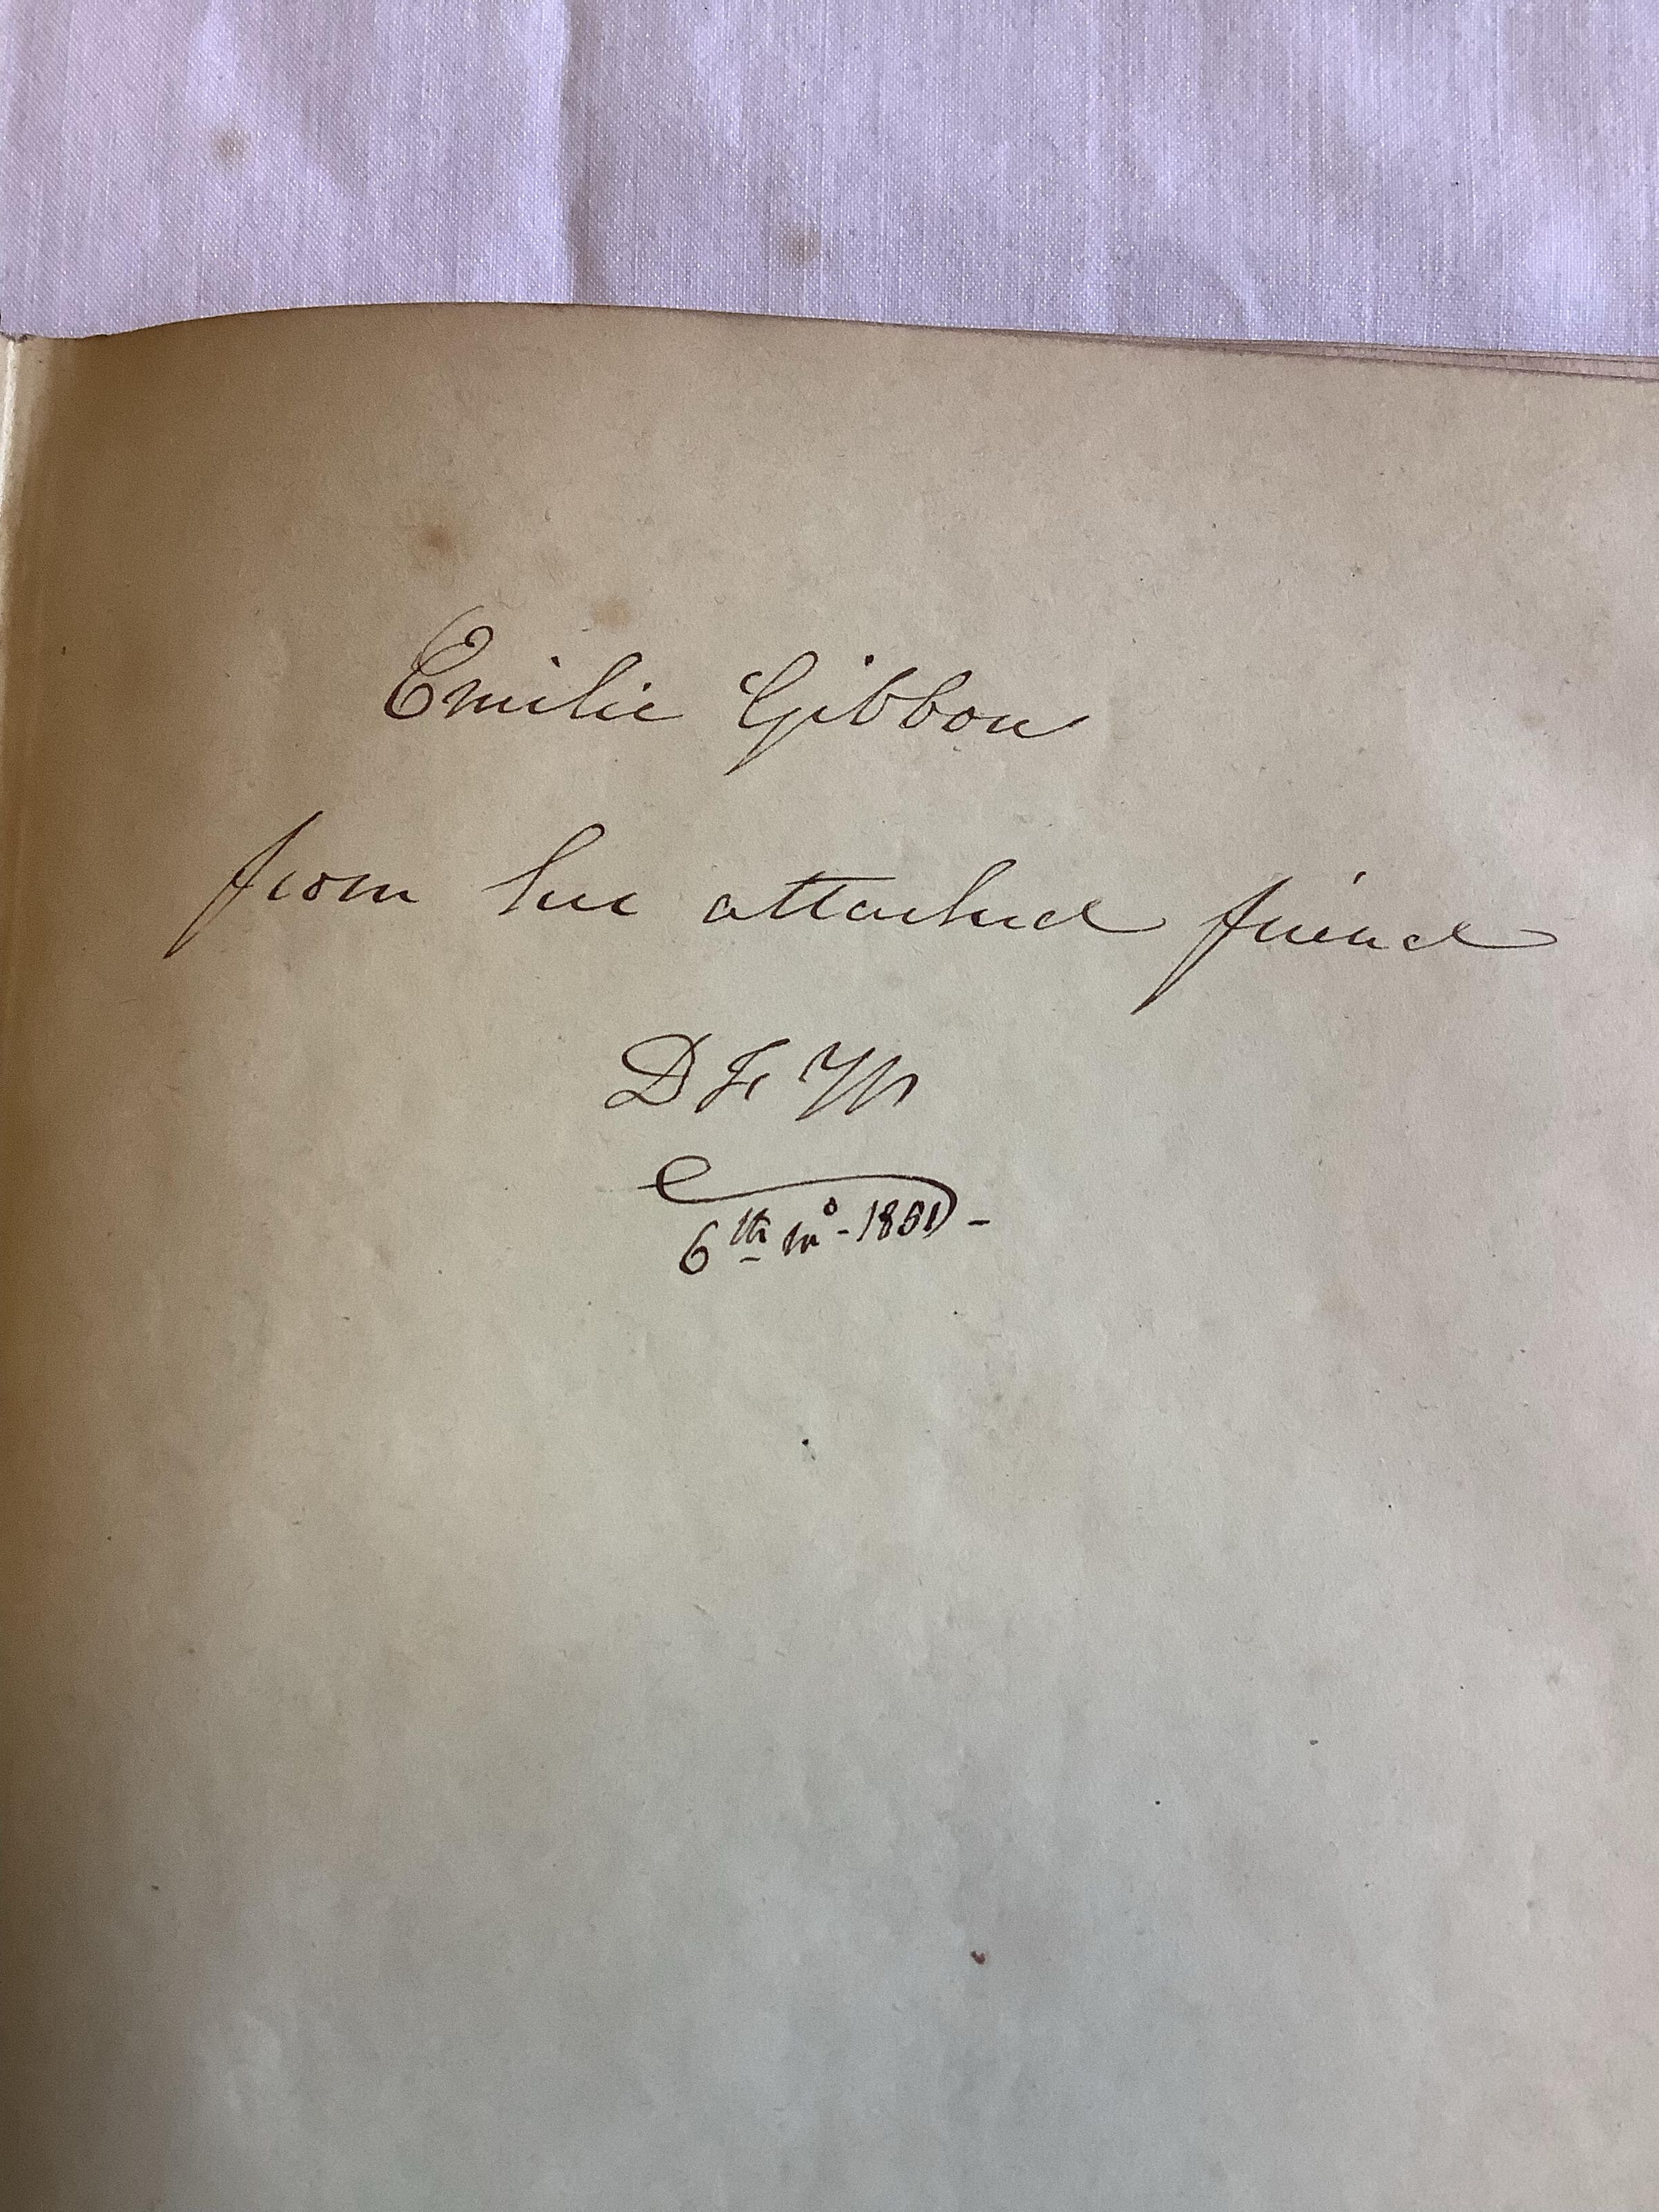 Emilie Gibbon
from her attached friend
D F M
6th mo - 1851 -